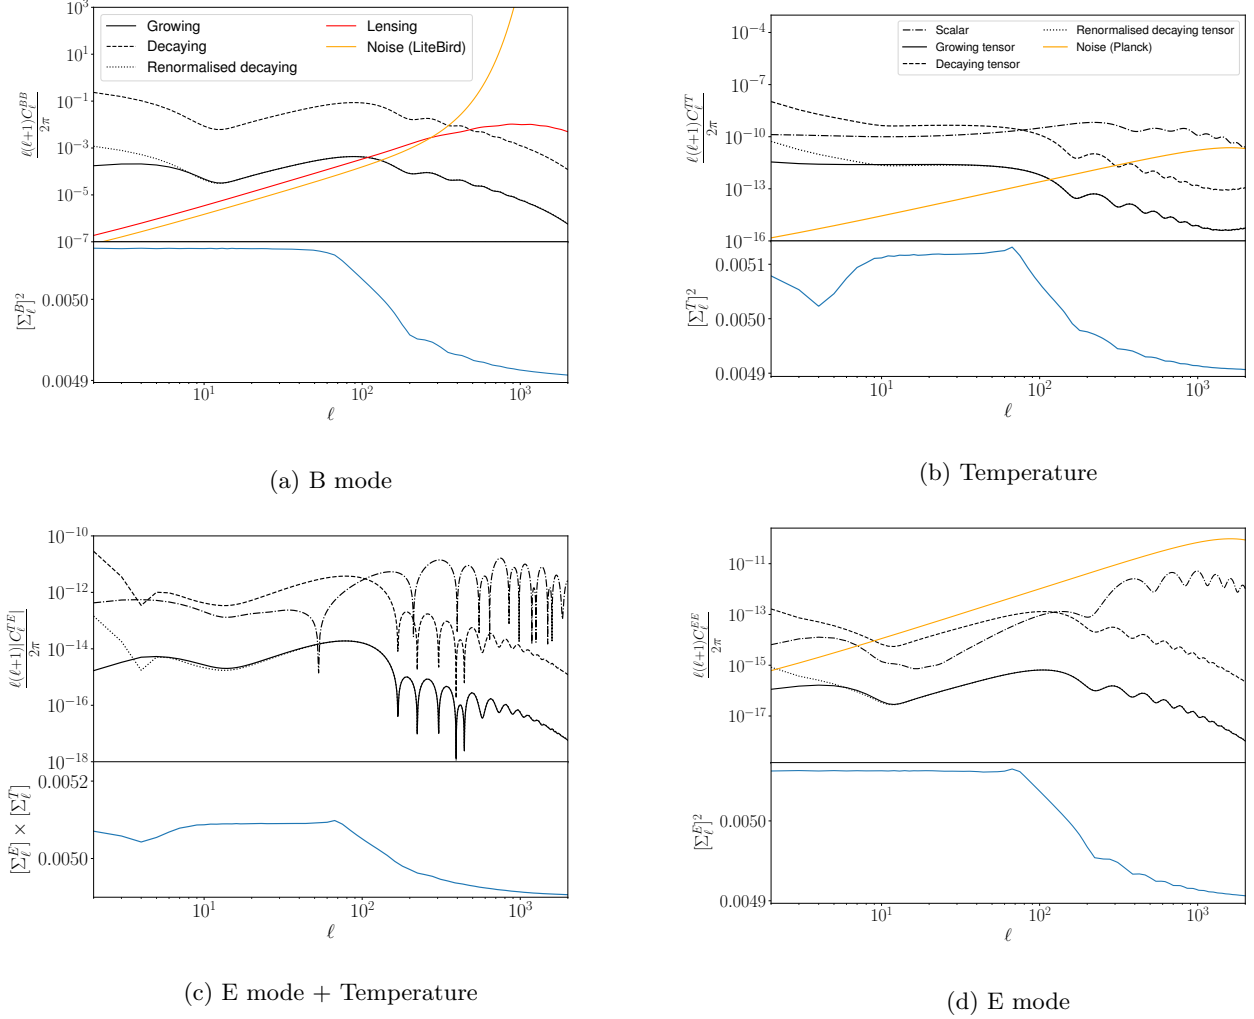 Growing
Decaying
Renormalised decaying
Lensing
Noise (LiteBird)
10^3
10^1
10^{-1}
10^{-3}
10^{-5}
10^{-7}
ℓ(ℓ+1)C_ℓ^{BB}
2π
0.0050
0.0049
[Σ_ℓ^B]^2
10^1
10^2
10^3
ℓ
(a) B mode
Scalar
Growing tensor
Decaying tensor
Renormalised decaying tensor
Noise (Planck)
10^{-4}
10^{-7}
10^{-10}
10^{-13}
10^{-16}
ℓ(ℓ+1)C_ℓ^{TT}
2π
0.0051
0.0050
0.0049
[Σ_ℓ^T]^2
10^1
10^2
10^3
ℓ
(b) Temperature
10^{-10}
10^{-12}
10^{-14}
10^{-16}
10^{-18}
ℓ(ℓ+1)|C_ℓ^{TE}|
2π
0.0052
0.0050
[Σ_ℓ^E] × [Σ_ℓ^T]
10^1
10^2
10^3
ℓ
(c) E mode + Temperature
10^{-11}
10^{-13}
10^{-15}
10^{-17}
ℓ(ℓ+1)C_ℓ^{EE}
2π
0.0050
0.0049
[Σ_ℓ^E]^2
10^1
10^2
10^3
ℓ
(d) E mode